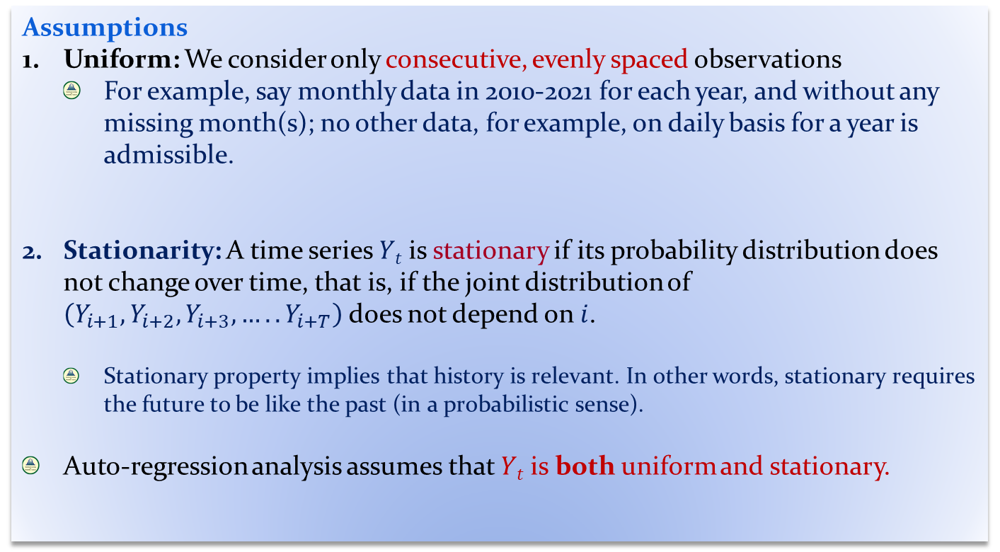 Assumptions
1. Uniform: We consider only consecutive, evenly spaced observations
For example, say monthly data in 2010-2021 for each year, and without any
missing month(s); no other data, for example, on daily basis for a year is
admissible.
2. Stationarity: A time series Y_t is stationary if its probability distribution does
not change over time, that is, if the joint distribution of
(Y_{i+1}, Y_{i+2}, Y_{i+3}, ... . . Y_{i+T}) does not depend on i.
Stationary property implies that history is relevant. In other words, stationary requires
the future to be like the past (in a probabilistic sense).
Auto-regression analysis assumes that Y_t is both uniform and stationary.